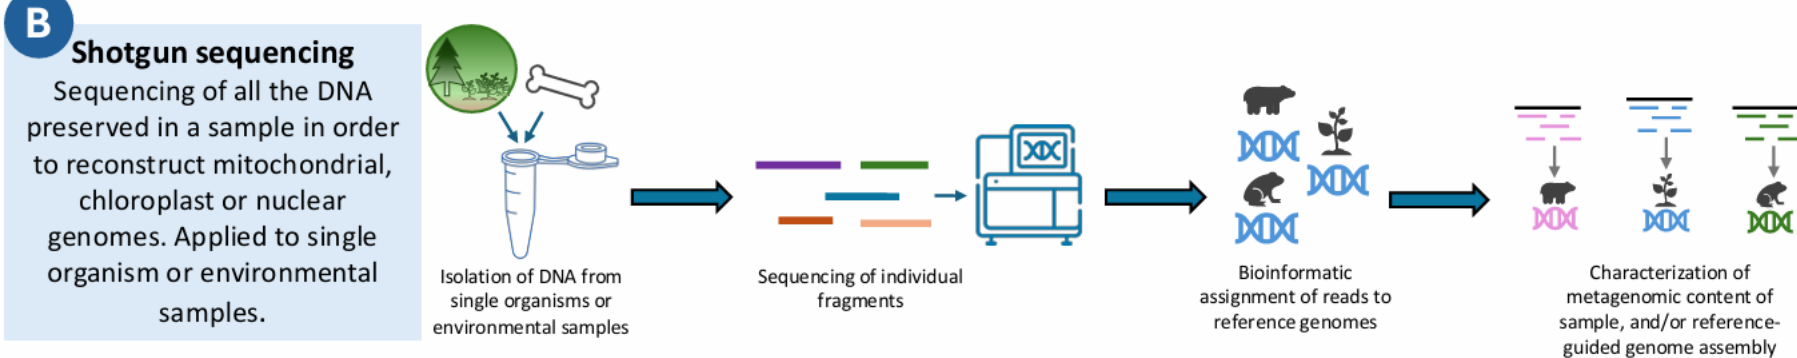 B
Shotgun sequencing
Sequencing of all the DNA
preserved in a sample in order
to reconstruct mitochondrial,
chloroplast or nuclear
genomes. Applied to single
organism or environmental
samples.
Isolation of DNA from
single organisms or
environmental samples
Sequencing of individual
fragments
Bioinformatic
assignment of reads to
reference genomes
Characterization of
metagenomic content of
sample, and/or reference-
guided genome assembly